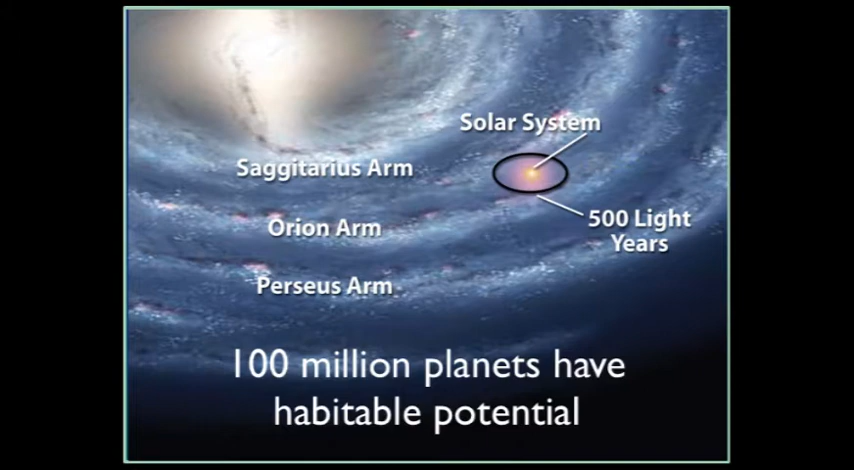 Solar System
Saggitarius Arm
500 Light
Years
Orion Arm
Perseus Arm
100 million planets have
habitable potential